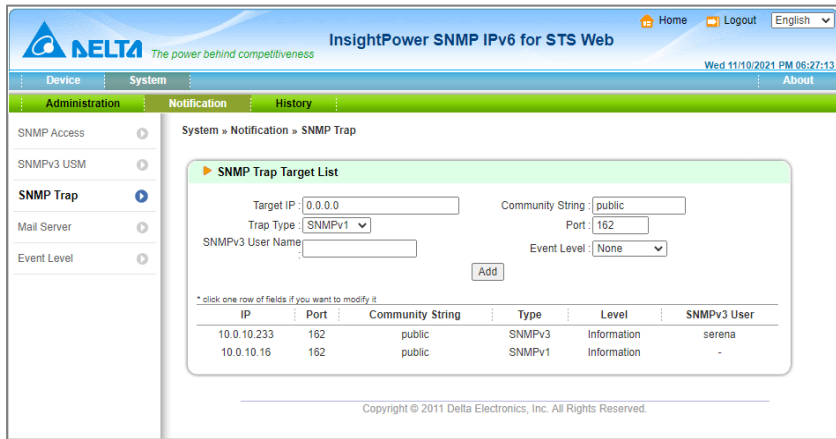 Home Logout English
DELTA The power behind competitiveness InsightPower SNMP IPv6 for STS Web
Wed 11/10/2021 PM 06:27:13
Device System About
Administration Notification History
SNMP Access
SNMPv3 USM
SNMP Trap
Mail Server
Event Level
System » Notification » SNMP Trap
SNMP Trap Target List
Target IP : 0.0.0.0 Community String : public
Trap Type : SNMPv1 Port : 162
SNMPv3 User Name : Event Level : None
Add
* click one row of fields if you want to modify it
IP Port Community String Type Level SNMPv3 User
10.0.10.233 162 public SNMPv3 Information serena
10.0.10.16 162 public SNMPv1 Information -
Copyright © 2011 Delta Electronics, Inc. All Rights Reserved.